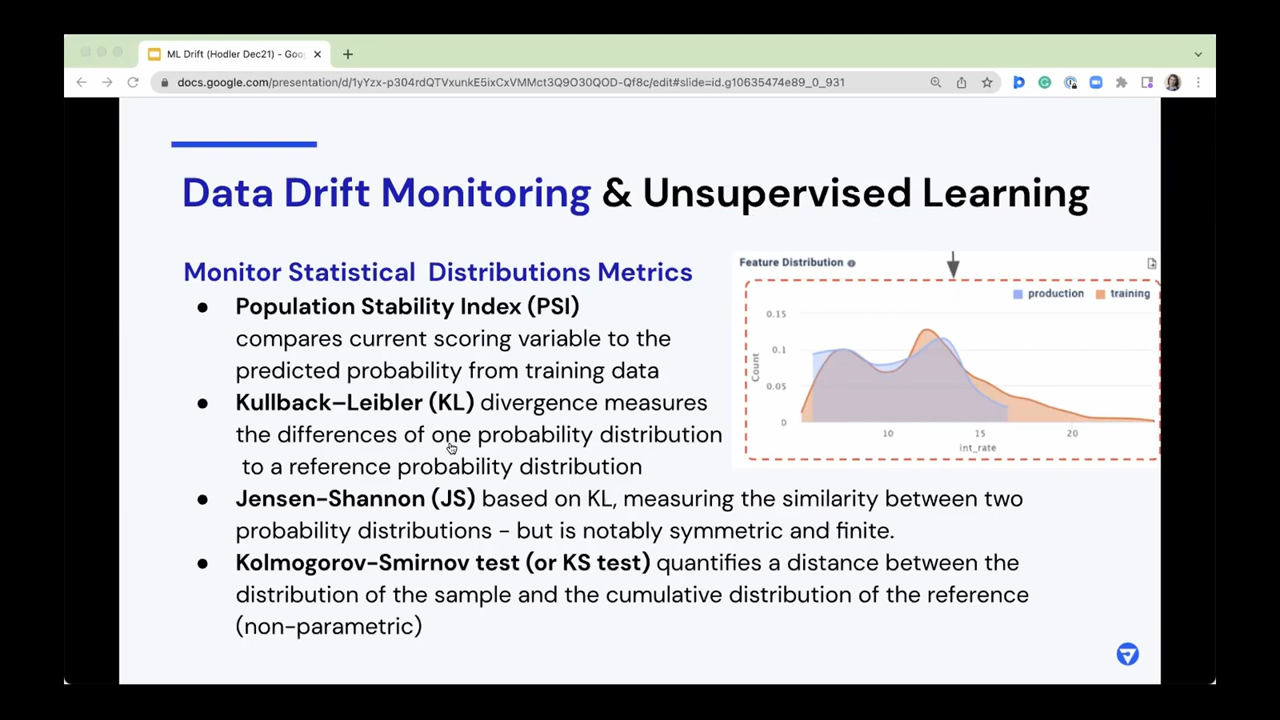 ML Drift (Hodler Dec21) - Goo
docs.google.com/presentation/d/1yYzx-p304rdQTVxunkE5ixCxVMMct3Q9O30QOD-Qf8c/edit#slide=id.g10635474e89_0_931
Data Drift Monitoring & Unsupervised Learning
Monitor Statistical Distributions Metrics
● Population Stability Index (PSI)
compares current scoring variable to the
predicted probability from training data
● Kullback–Leibler (KL) divergence measures
the differences of one probability distribution
to a reference probability distribution
● Jensen-Shannon (JS) based on KL, measuring the similarity between two
probability distributions - but is notably symmetric and finite.
● Kolmogorov-Smirnov test (or KS test) quantifies a distance between the
distribution of the sample and the cumulative distribution of the reference
(non-parametric)
Feature Distribution
production training
0.15
0.1
0.05
0
Count
10 15 20
int_rate